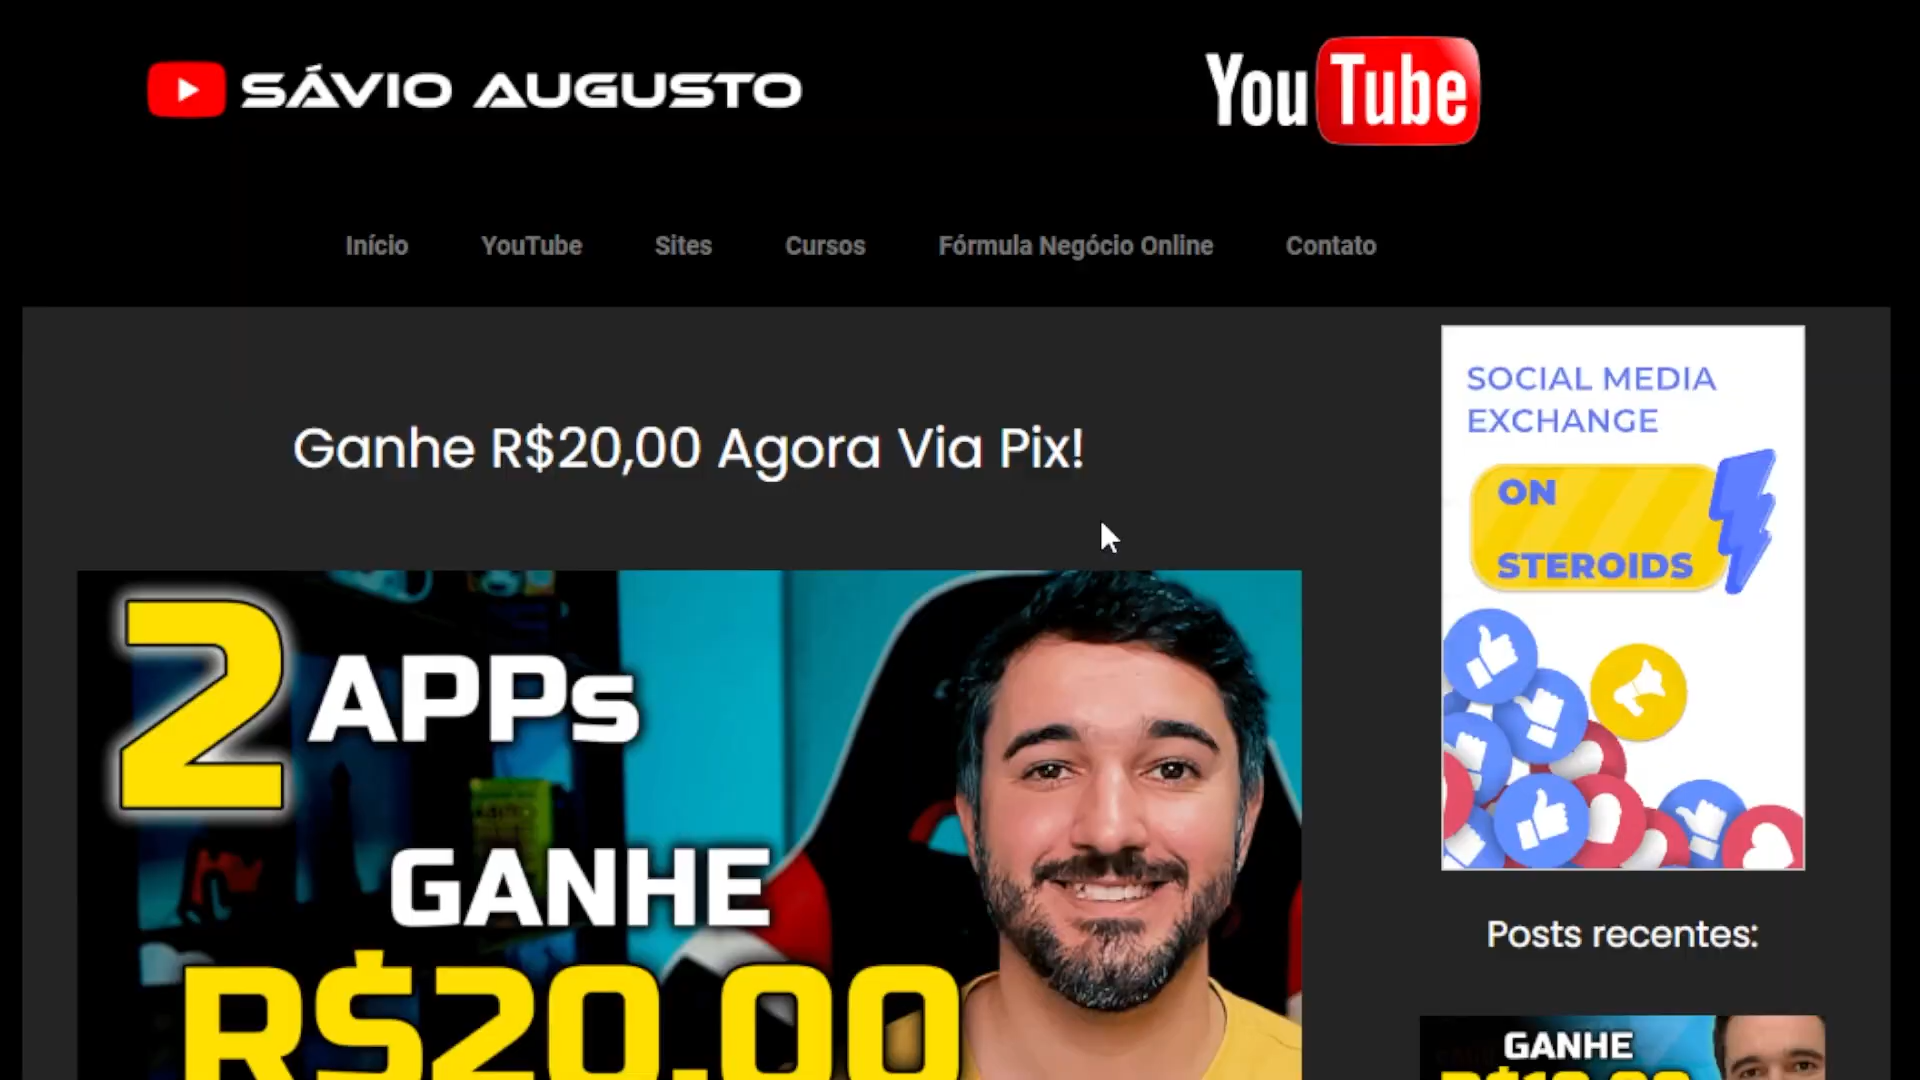 SÁVIO AUGUSTO
YouTube
Início
YouTube
Sites
Cursos
Fórmula Negócio Online
Contato
Ganhe R$20,00 Agora Via Pix!
2 APPs
GANHE
R$20,00
SOCIAL MEDIA
EXCHANGE
ON
STEROIDS
Posts recentes:
GANHE